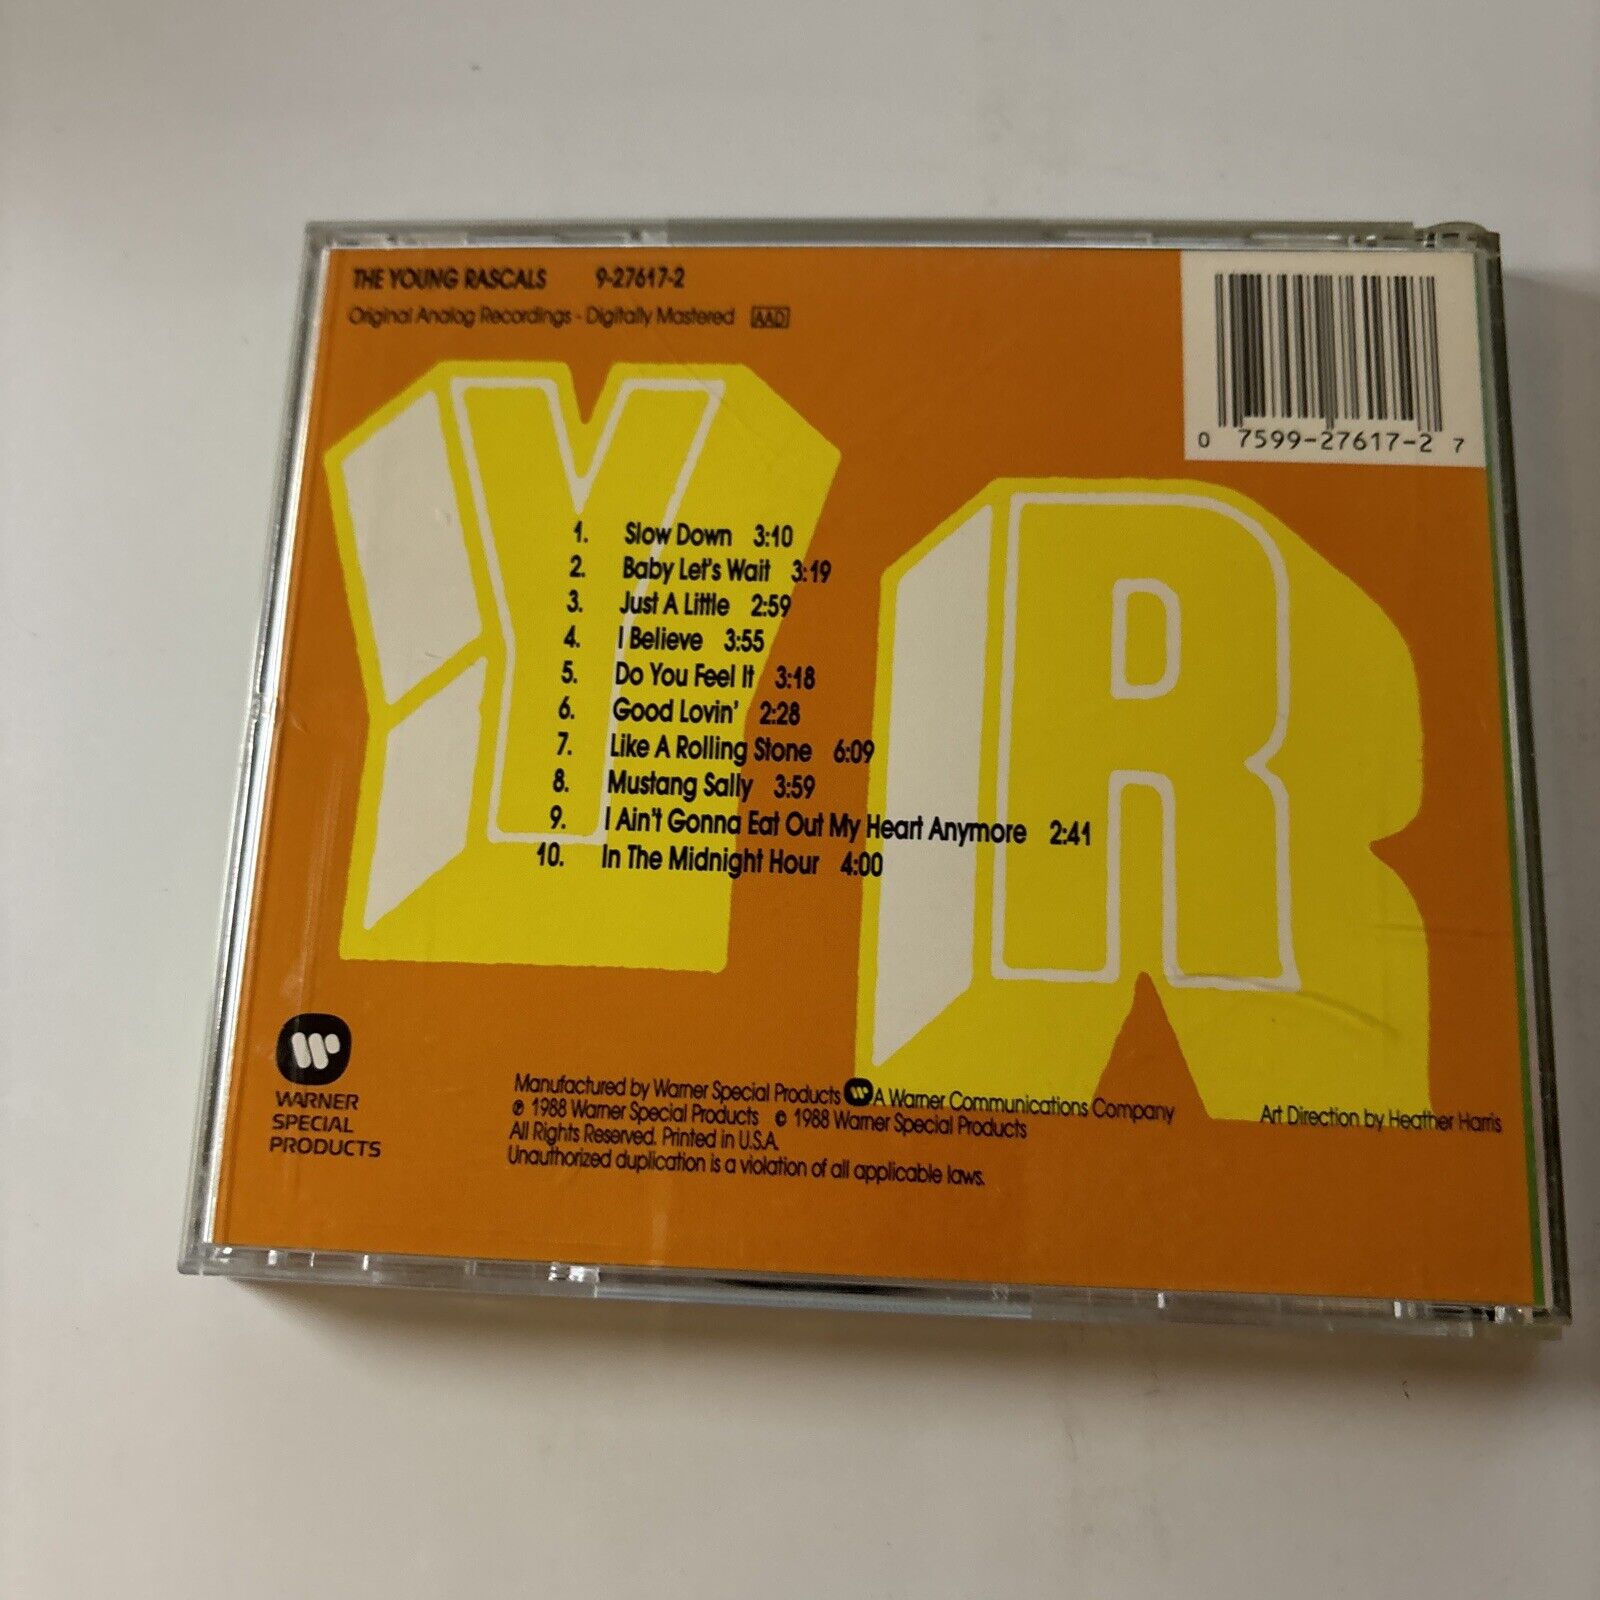 THE YOUNG RASCALS 9-27617-2
Original Analog Recordings - Digitally Mastered AAD
0 7599-27617-2 7
Y R
1. Slow Down 3:10
2. Baby Let's Wait 3:19
3. Just A Little 2:59
4. I Believe 3:55
5. Do You Feel It 3:18
6. Good Lovin' 2:28
7. Like A Rolling Stone 6:09
8. Mustang Sally 3:59
9. I Ain't Gonna Eat Out My Heart Anymore 2:41
10. In The Midnight Hour 4:00
WARNER
SPECIAL
PRODUCTS
Manufactured by Warner Special Products A Warner Communications Company
℗ 1988 Warner Special Products © 1988 Warner Special Products
All Rights Reserved. Printed in U.S.A.
Unauthorized duplication is a violation of all applicable laws.
Art Direction by Heather Harris